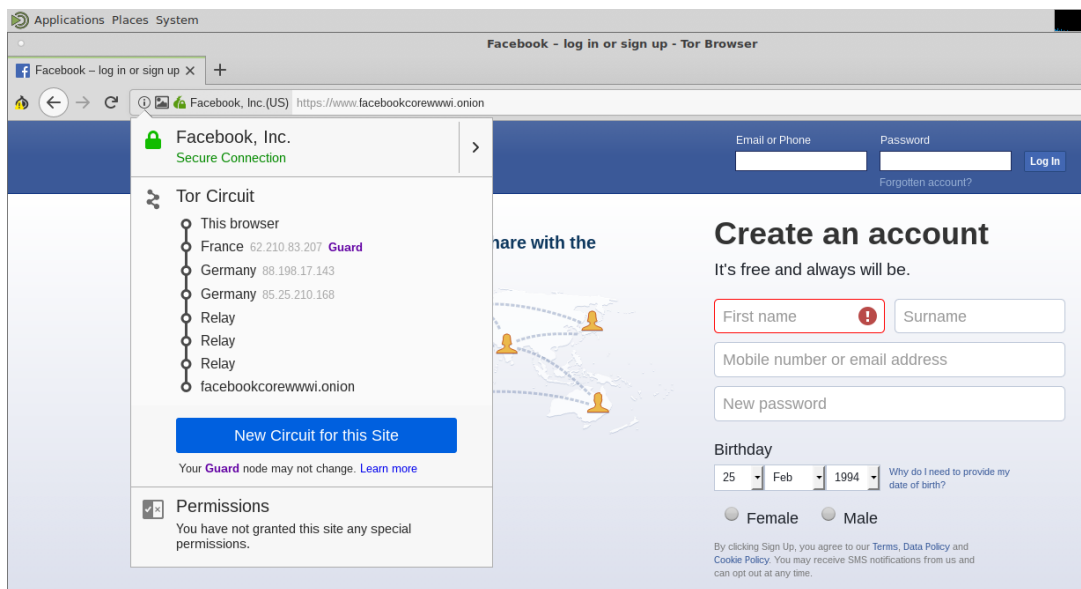 Applications Places System
Facebook – log in or sign up - Tor Browser
Facebook – log in or sign up
Facebook, Inc.(US) https://www.facebookcorewwwi.onion
Facebook, Inc.
Secure Connection
Tor Circuit
This browser
France 62.210.83.207 Guard
Germany 88.198.17.143
Germany 85.25.210.168
Relay
Relay
Relay
facebookcorewwwi.onion
New Circuit for this Site
Your Guard node may not change. Learn more
Permissions
You have not granted this site any special
permissions.
Email or Phone Password
Log In
Forgotten account?
with the
Create an account
It's free and always will be.
First name Surname
Mobile number or email address
New password
Birthday
25 Feb 1994 Why do I need to provide my
date of birth?
Female Male
By clicking Sign Up, you agree to our Terms, Data Policy and
Cookie Policy. You may receive SMS notifications from us and
can opt out at any time.